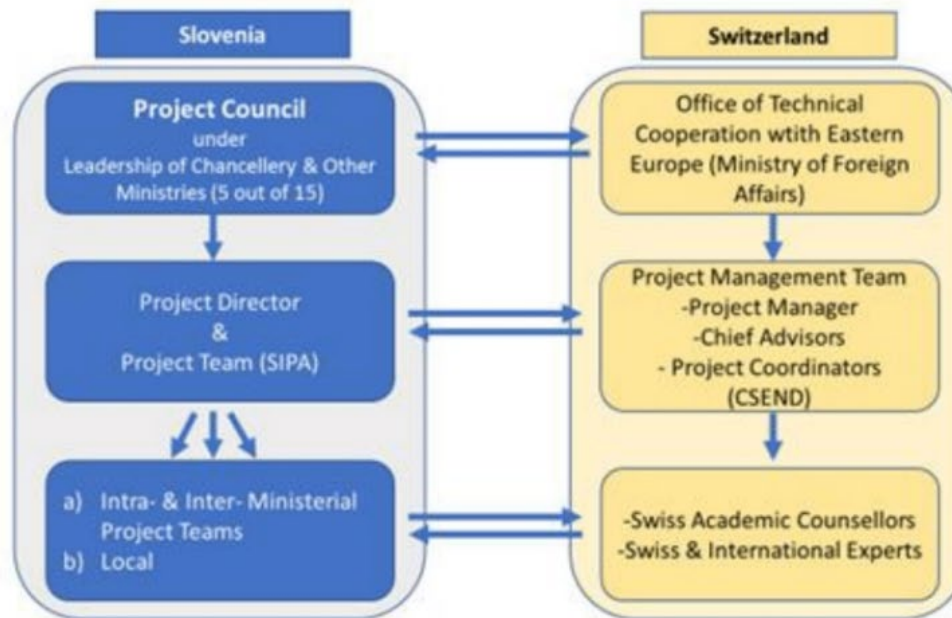 Slovenia
Project Council
under
Leadership of Chancellery & Other
Ministries (5 out of 15)
Project Director
&
Project Team (SIPA)
a) Intra- & Inter- Ministerial
Project Teams
b) Local
Switzerland
Office of Technical
Cooperation wtith Eastern
Europe (Ministry of Foreign
Affairs)
Project Management Team
-Project Manager
-Chief Advisors
- Project Coordinators
(CSEND)
-Swiss Academic Counsellors
-Swiss & International Experts